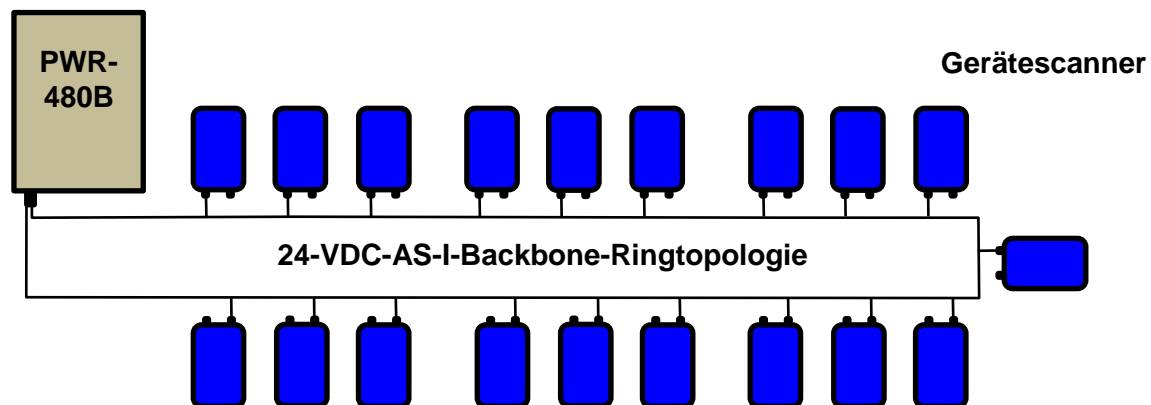 PWR-
480B
Gerätescanner
24-VDC-AS-I-Backbone-Ringtopologie